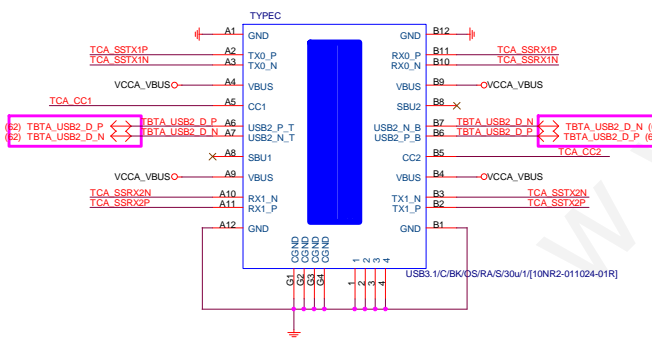 TYPEC
A1 GND GND B12
TCA_SSTX1P A2 TX0_P RX0_P B11 TCA_SSRX1P
TCA_SSTX1N A3 TX0_N RX0_N B10 TCA_SSRX1N
VCCA_VBUS A4 VBUS VBUS B9 VCCA_VBUS
TCA_CC1 A5 CC1 SBU2 B8
(62) TBTA_USB2_D_P TBTA_USB2_D_P A6 USB2_P_T USB2_N_B B7 TBTA_USB2_D_N TBTA_USB2_D_N (
(62) TBTA_USB2_D_N TBTA_USB2_D_N A7 USB2_N_T USB2_P_B B6 TBTA_USB2_D_P TBTA_USB2_D_P (6
A8 SBU1 CC2 B5 TCA_CC2
VCCA_VBUS A9 VBUS VBUS B4 VCCA_VBUS
TCA_SSRX2N A10 RX1_N TX1_N B3 TCA_SSTX2N
TCA_SSRX2P A11 RX1_P TX1_P B2 TCA_SSTX2P
A12 GND GND B1
CGND CGND CGND CGND 1 2 3 4
USB3.1/C/BK/OS/RA/S/30u/1/[10NR2-011024-01R]
G1 G2 G3 G4 1 2 3 4